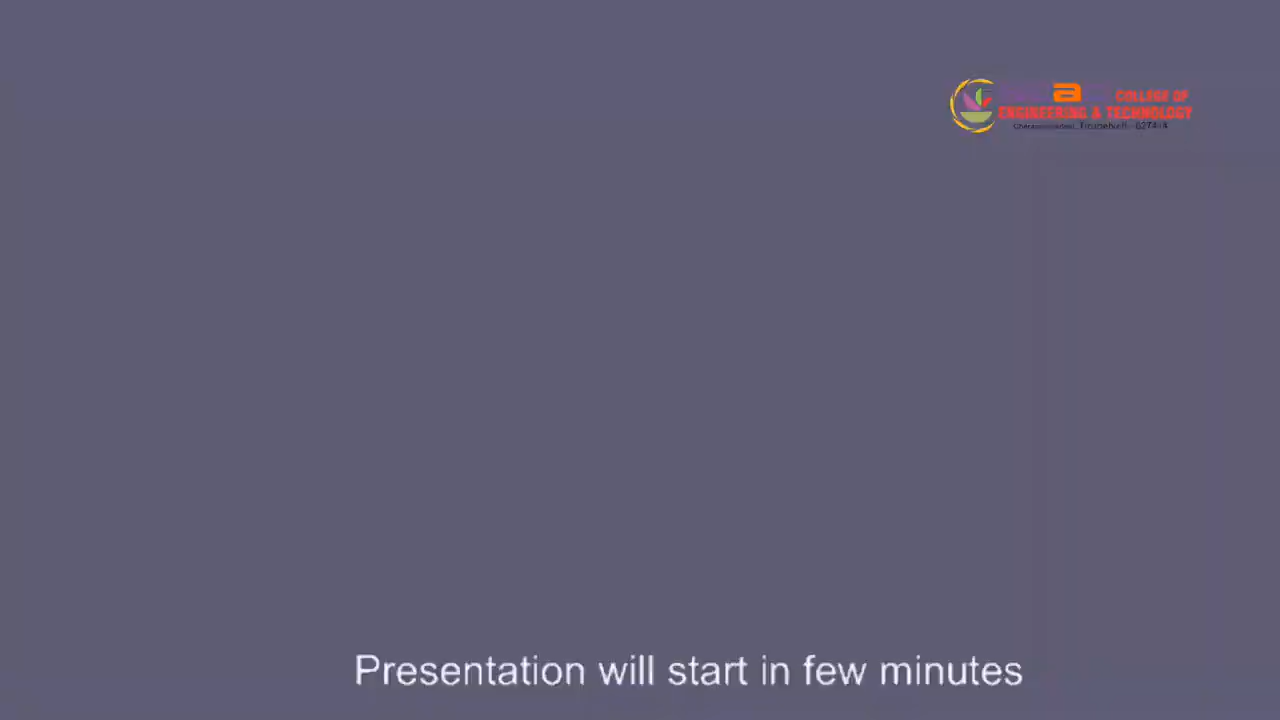 COLLEGE OF
ENGINEERING & TECHNOLOGY
Presentation will start in few minutes